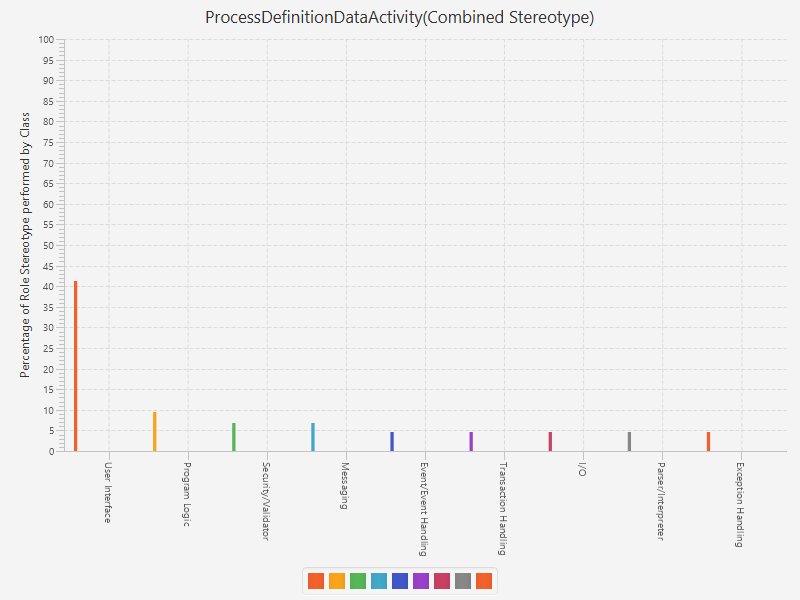 ProcessDefinitionDataActivity(Combined Stereotype)
Percentage of Role Stereotype performed by Class
100
95
90
85
80
75
70
65
60
55
50
45
40
35
30
25
20
15
10
5
0
User Interface
Program Logic
Security/Validator
Messaging
Event/Event Handling
Transaction Handling
I/O
Parser/Interpreter
Exception Handling